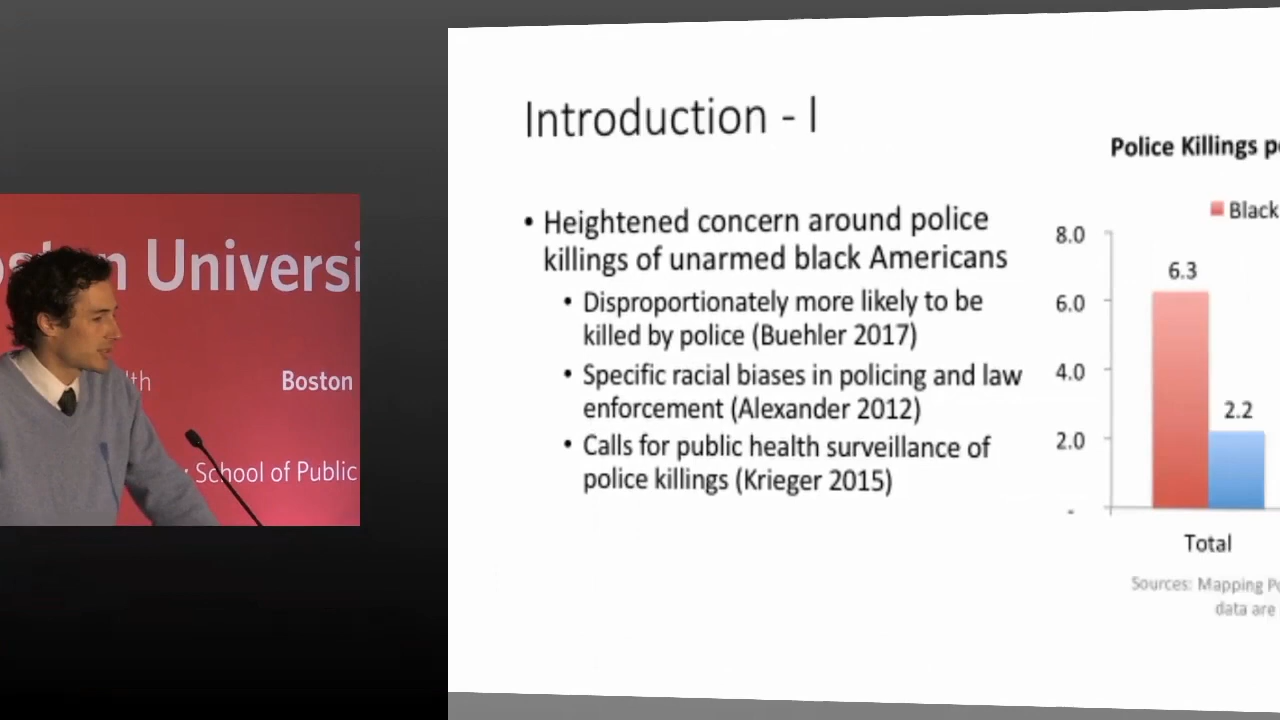 Universi
Boston
School of Public
Introduction - I
• Heightened concern around police
killings of unarmed black Americans
• Disproportionately more likely to be
killed by police (Buehler 2017)
• Specific racial biases in policing and law
enforcement (Alexander 2012)
• Calls for public health surveillance of
police killings (Krieger 2015)
Police Killings
Black
8.0
6.0
4.0
2.0
-
6.3
2.2
Total
Sources: Mapping
data are